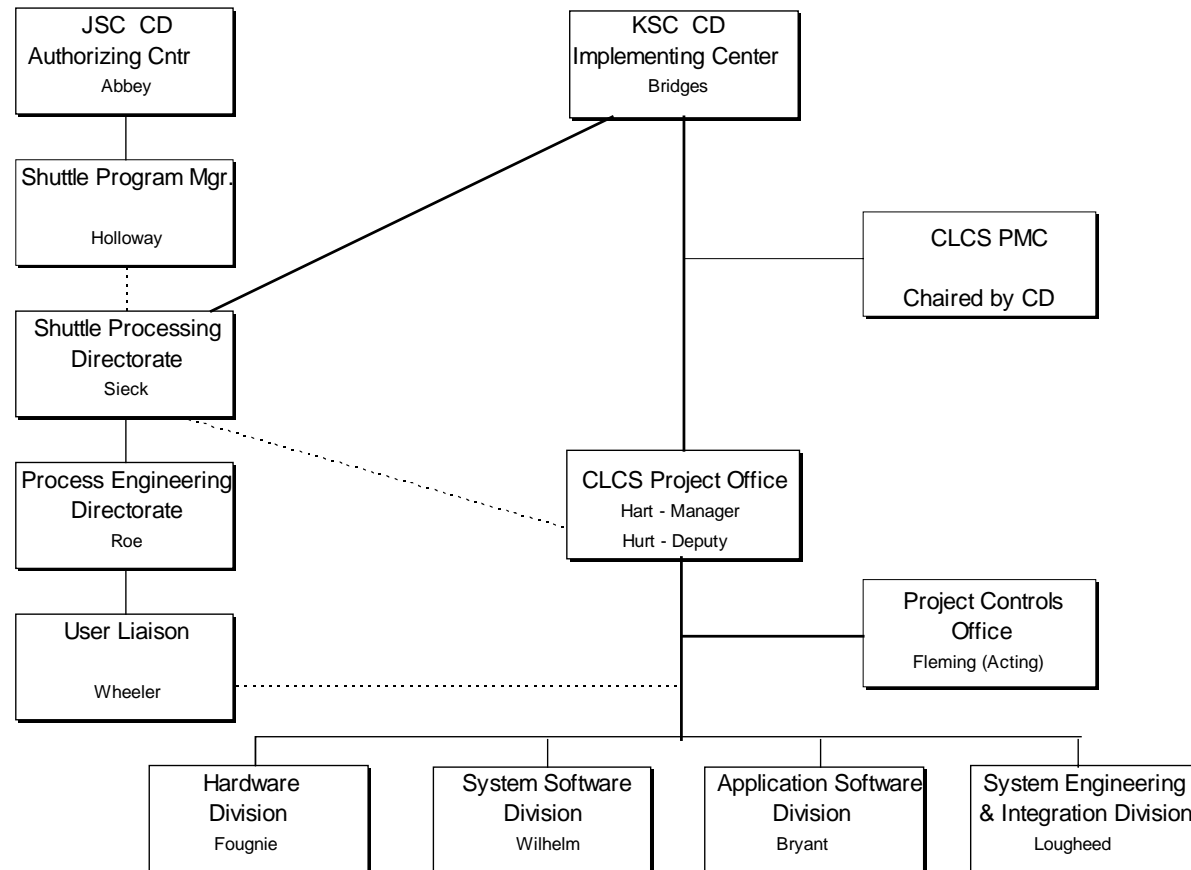 JSC CD
Authorizing Cntr
Abbey
KSC CD
Implementing Center
Bridges
Shuttle Program Mgr.
Holloway
CLCS PMC
Chaired by CD
Shuttle Processing
Directorate
Sieck
Process Engineering
Directorate
Roe
CLCS Project Office
Hart - Manager
Hurt - Deputy
User Liaison
Wheeler
Project Controls
Office
Fleming (Acting)
Hardware
Division
Fougnie
System Software
Division
Wilhelm
Application Software
Division
Bryant
System Engineering
& Integration Division
Lougheed